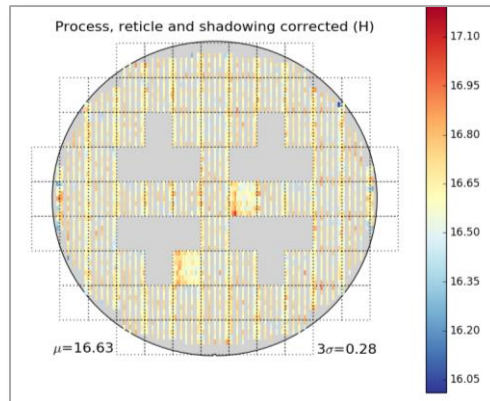 Process, reticle and shadowing corrected (H)
17.10
16.95
16.80
16.65
16.50
16.35
16.20
16.05
μ=16.63
3σ=0.28